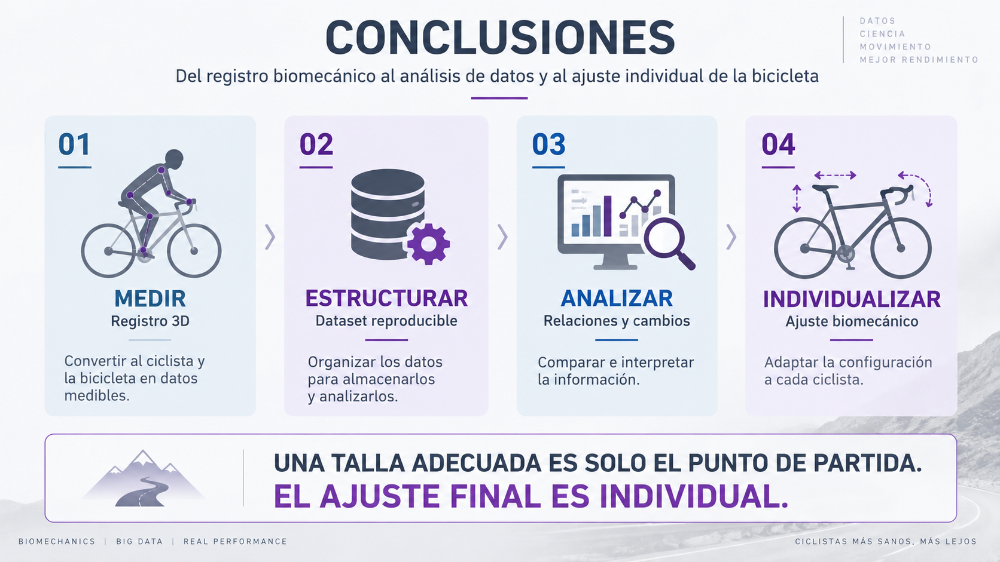 CONCLUSIONES
Del registro biomecánico al análisis de datos y al ajuste individual de la bicicleta
DATOS
CIENCIA
MOVIMIENTO
MEJOR RENDIMIENTO
01
MEDIR
Registro 3D
Convertir al ciclista y
la bicicleta en datos
medibles.
02
ESTRUCTURAR
Dataset reproducible
Organizar los datos
para almacenarlos
y analizarlos.
03
ANALIZAR
Relaciones y cambios
Comparar e interpretar
la información.
04
INDIVIDUALIZAR
Ajuste biomecánico
Adaptar la configuración
a cada ciclista.
UNA TALLA ADECUADA ES SOLO EL PUNTO DE PARTIDA.
EL AJUSTE FINAL ES INDIVIDUAL.
BIOMECHANICS | BIG DATA | REAL PERFORMANCE
CICLISTAS MÁS SANOS, MÁS LEJOS